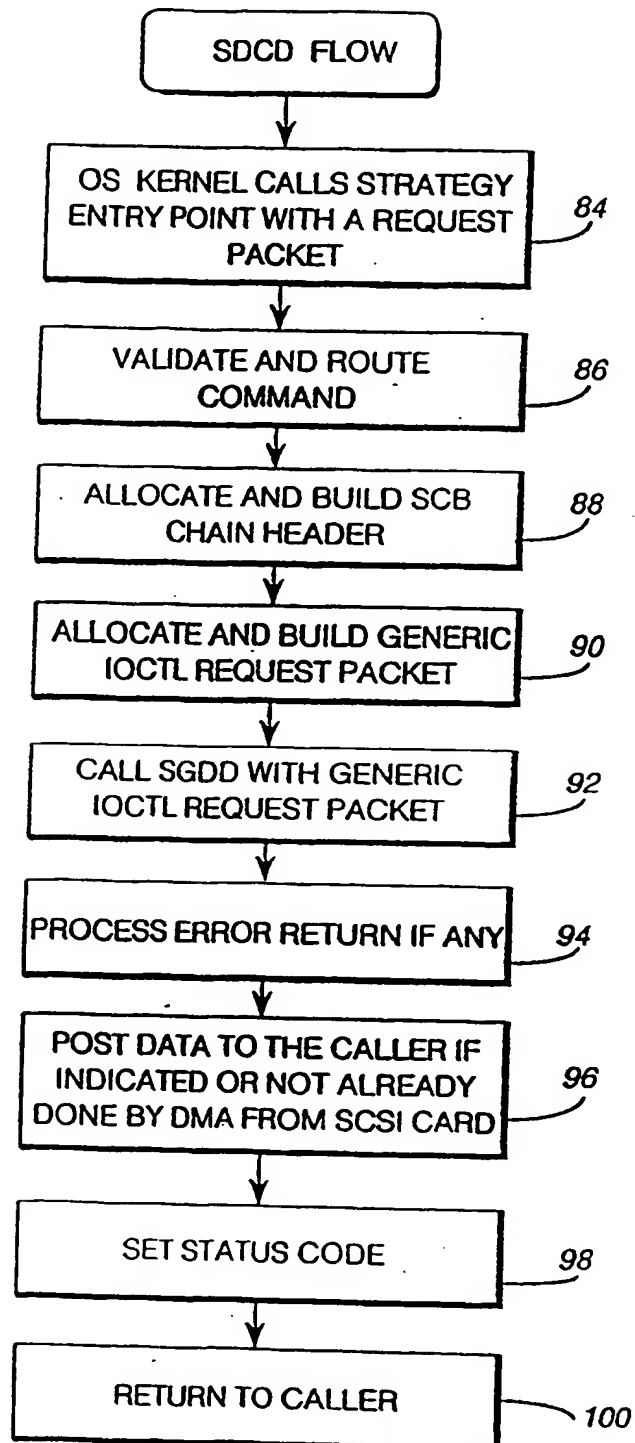 SDCD FLOW
OS KERNEL CALLS STRATEGY
ENTRY POINT WITH A REQUEST
PACKET
84
VALIDATE AND ROUTE
COMMAND
86
ALLOCATE AND BUILD SCB
CHAIN HEADER
88
ALLOCATE AND BUILD GENERIC
IOCTL REQUEST PACKET
90
CALL SGDD WITH GENERIC
IOCTL REQUEST PACKET
92
PROCESS ERROR RETURN IF ANY
94
POST DATA TO THE CALLER IF
INDICATED OR NOT ALREADY
DONE BY DMA FROM SCSI CARD
96
SET STATUS CODE
98
RETURN TO CALLER
100